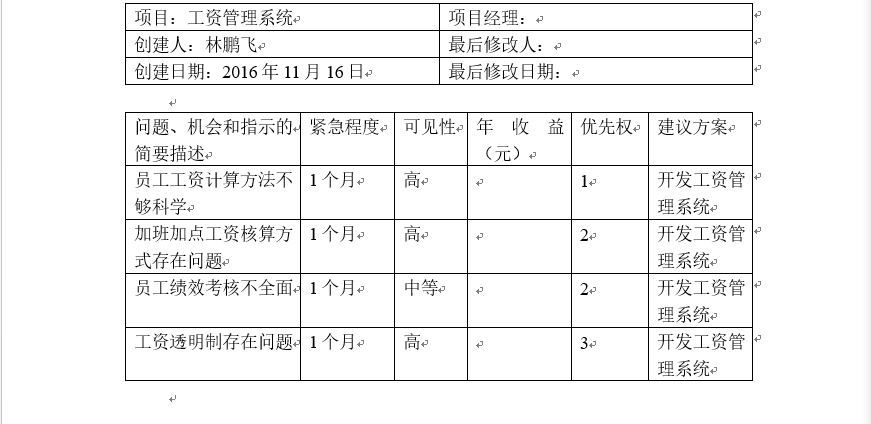 项目：工资管理系统 项目经理：
创建人：林鹏飞 最后修改人：
创建日期：2016 年 11 月 16 日 最后修改日期：
问题、机会和指示的简要描述 紧急程度 可见性 年收益（元） 优先权 建议方案
员工工资计算方法不够科学 1 个月 高 1 开发工资管理系统
加班加点工资核算方式存在问题 1 个月 高 2 开发工资管理系统
员工绩效考核不全面 1 个月 中等 2 开发工资管理系统
工资透明制存在问题 1 个月 高 3 开发工资管理系统